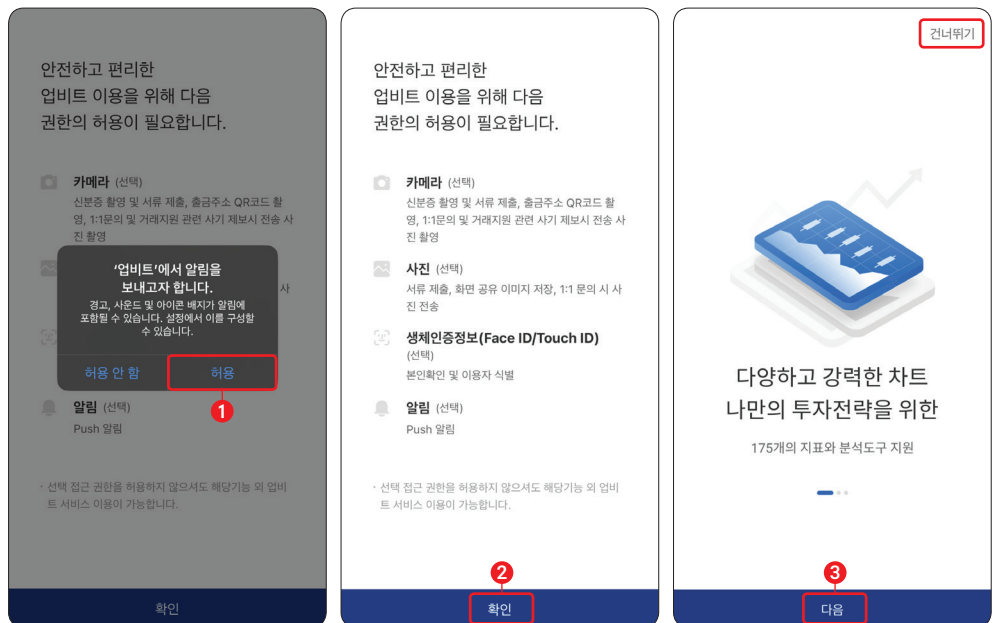 안전하고 편리한
업비트 이용을 위해 다음
권한의 허용이 필요합니다.
카메라 (선택)
신분증 촬영 및 서류 제출, 출금주소 QR코드 촬
영, 1:1문의 및 거래지원 관련 사기 제보시 전송 사
진 촬영
사
'업비트'에서 알림을
보내고자 합니다.
경고, 사운드 및 아이콘 배지가 알림에
포함될 수 있습니다. 설정에서 이를 구성할
수 있습니다.
허용 안 함
허용
1
알림 (선택)
Push 알림
· 선택 접근 권한을 허용하지 않으셔도 해당기능 외 업비
트 서비스 이용이 가능합니다.
확인
안전하고 편리한
업비트 이용을 위해 다음
권한의 허용이 필요합니다.
카메라 (선택)
신분증 촬영 및 서류 제출, 출금주소 QR코드 촬
영, 1:1문의 및 거래지원 관련 사기 제보시 전송 사
진 촬영
사진 (선택)
서류 제출, 화면 공유 이미지 저장, 1:1 문의 시 사
진 전송
생체인증정보(Face ID/Touch ID)
(선택)
본인확인 및 이용자 식별
알림 (선택)
Push 알림
· 선택 접근 권한을 허용하지 않으셔도 해당기능 외 업비
트 서비스 이용이 가능합니다.
2
확인
건너뛰기
다양하고 강력한 차트
나만의 투자전략을 위한
175개의 지표와 분석도구 지원
3
다음